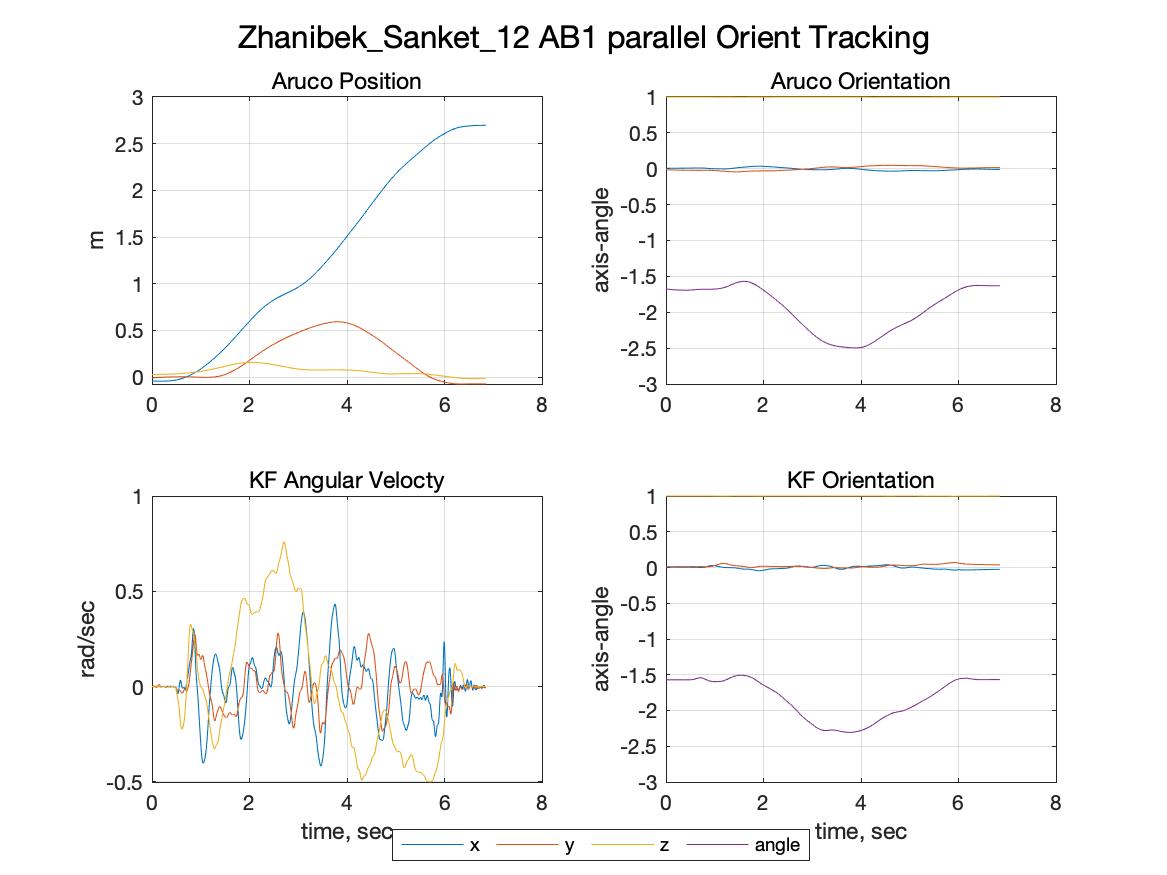 Zhanibek_Sanket_12 AB1 parallel Orient Tracking
Aruco Position
3
2.5
2
1.5
1
0.5
0
m
0 2 4 6 8
Aruco Orientation
1
0.5
0
-0.5
-1
-1.5
-2
-2.5
-3
axis-angle
0 2 4 6 8
KF Angular Velocty
1
0.5
0
-0.5
rad/sec
0 2 4 6 8
time, sec
KF Orientation
1
0.5
0
-0.5
-1
-1.5
-2
-2.5
-3
axis-angle
0 2 4 6 8
time, sec
x y z angle